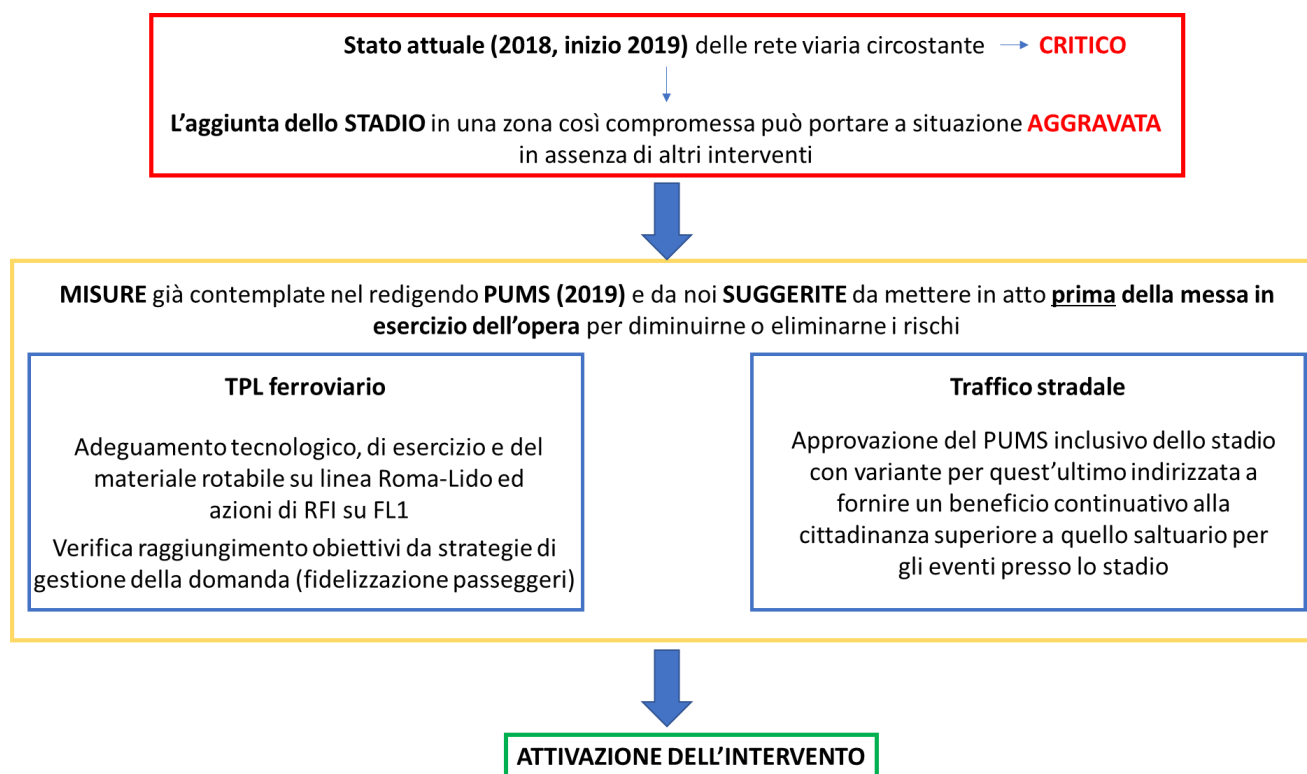 Stato attuale (2018, inizio 2019) delle rete viaria circostante CRITICO
L'aggiunta dello STADIO in una zona così compromessa può portare a situazione AGGRAVATA
in assenza di altri interventi
MISURE già contemplate nel redigendo PUMS (2019) e da noi SUGGERITE da mettere in atto prima della messa in
esercizio dell'opera per diminuirne o eliminarne i rischi
TPL ferroviario
Adeguamento tecnologico, di esercizio e del
materiale rotabile su linea Roma-Lido ed
azioni di RFI su FL1
Verifica raggiungimento obiettivi da strategie di
gestione della domanda (fidelizzazione passeggeri)
Traffico stradale
Approvazione del PUMS inclusivo dello stadio
con variante per quest'ultimo indirizzata a
fornire un beneficio continuativo alla
cittadinanza superiore a quello saltuario per
gli eventi presso lo stadio
ATTIVAZIONE DELL'INTERVENTO